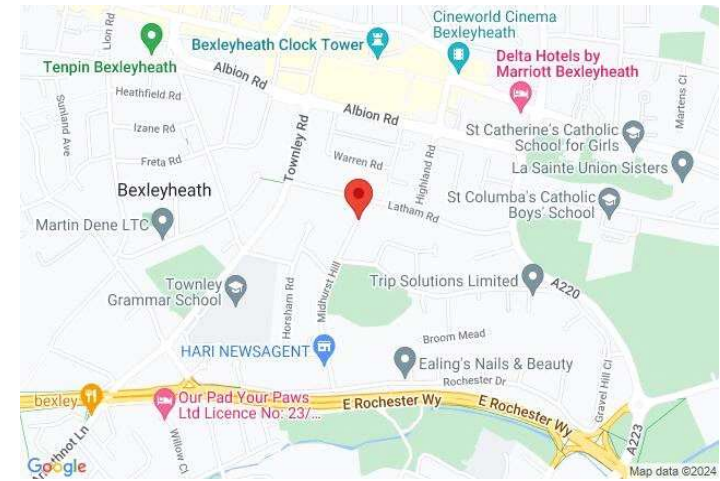 Cineworld Cinema
Bexleyheath
Lion Rd
Bexleyheath Clock Tower
Tenpin Bexleyheath
Albion Rd
Delta Hotels by
Marriott Bexleyheath
Martens Cl
Heathfield Rd
Sunland Ave
Albion Rd
Izane Rd
St Catherine's Catholic
School for Girls
Townley Rd
Warren Rd
Freta Rd
Highland Rd
La Sainte Union Sisters
Bexleyheath
St Columba's Catholic
Boys' School
Latham Rd
Martin Dene LTC
Townley
Grammar School
Horsham Rd
Midhurst Hill
Trip Solutions Limited
A220
Broom Mead
HARI NEWSAGENT
Ealing's Nails & Beauty
Rochester Dr
Gravel Hill Cl
bexley
Our Pad Your Paws
Ltd Licence No: 23/...
E Rochester Wy
E Rochester Wy
Willow Ct
A223
Google
Map data ©2024